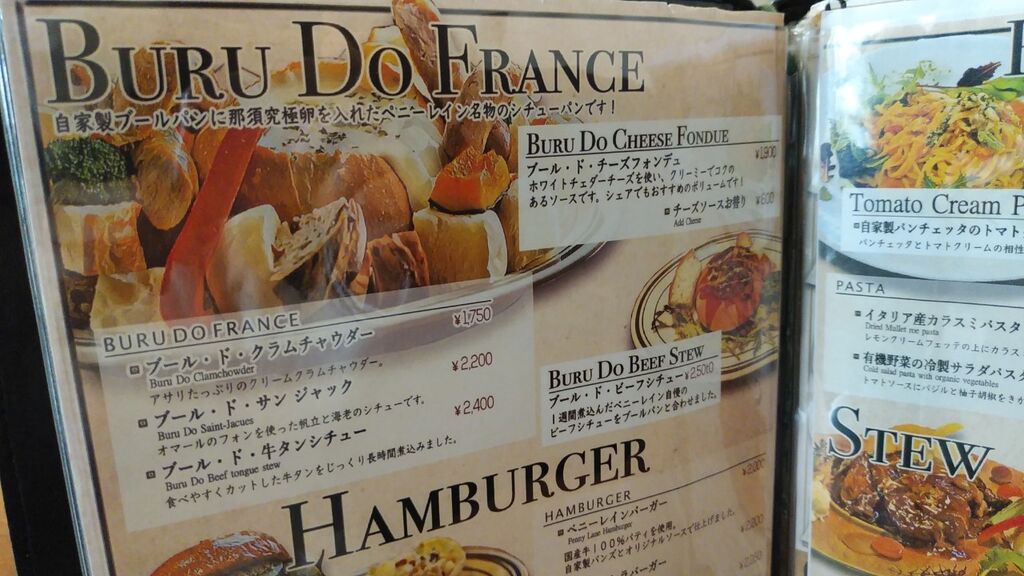 BURU DO FRANCE
自家製ブールパンに那須究極卵を入れたペニーレイン名物のシチューパンです！
BURU DO CHEESE FONDUE
ブール・ド・チーズフォンデュ ¥1,900
ホワイトチェダーチーズを使い、クリーミーでコクの
あるソースです。シェアでもおすすめのボリュームです！
チーズソースお替り ¥600
Add Cheese
BURU DO FRANCE
ブール・ド・クラムチャウダー ¥1,750
Buru Do Clamchowder
アサリたっぷりのクリームクラムチャウダー。
ブール・ド・サン ジャック ¥2,200
Buru Do Saint-Jacues
オマールのフォンを使った帆立と海老のシチューです。
ブール・ド・牛タンシチュー ¥2,400
Buru Do Beef tongue stew
食べやすくカットした牛タンをじっくり長時間煮込みました。
BURU DO BEEF STEW
ブール・ド・ビーフシチュー
1週間煮込んだペニーレイン自慢の
ビーフシチューをブールパンと合わせました。
HAMBURGER
HAMBURGER
ペニーレインバーガー
Penny Lane Hamburger
国産牛100%パティを使用。
自家製バンズとオリジナルソースで仕上げました。
バーガー
Tomato Cream P
自家製パンチェッタのトマト
パンチェッタとトマトクリームの相性
PASTA
イタリア産カラスミパスタ
Dried Mullet roe pasta
レモンクリームフェッテの上にカラス
有機野菜の冷製サラダパス
Cold salad pasta with organic vegetables
トマトソースにバジルと柚子胡椒をきか
STEW